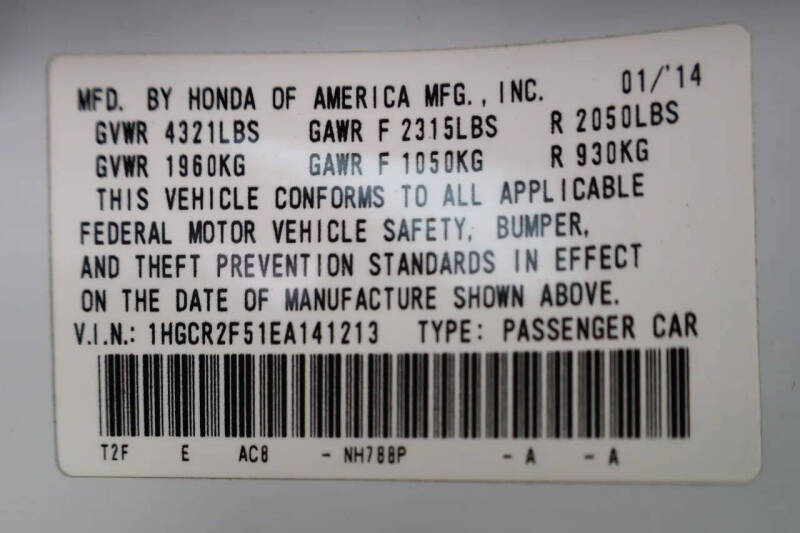 MFD. BY HONDA OF AMERICA MFG., INC. 01/'14
GVWR 4321LBS GAWR F 2315LBS R 2050LBS
GVWR 1960KG GAWR F 1050KG R 930KG
THIS VEHICLE CONFORMS TO ALL APPLICABLE
FEDERAL MOTOR VEHICLE SAFETY, BUMPER,
AND THEFT PREVENTION STANDARDS IN EFFECT
ON THE DATE OF MANUFACTURE SHOWN ABOVE.
V.I.N.: 1HGCR2F51EA141213 TYPE: PASSENGER CAR
T2F E AC8 - NH788P - A - A